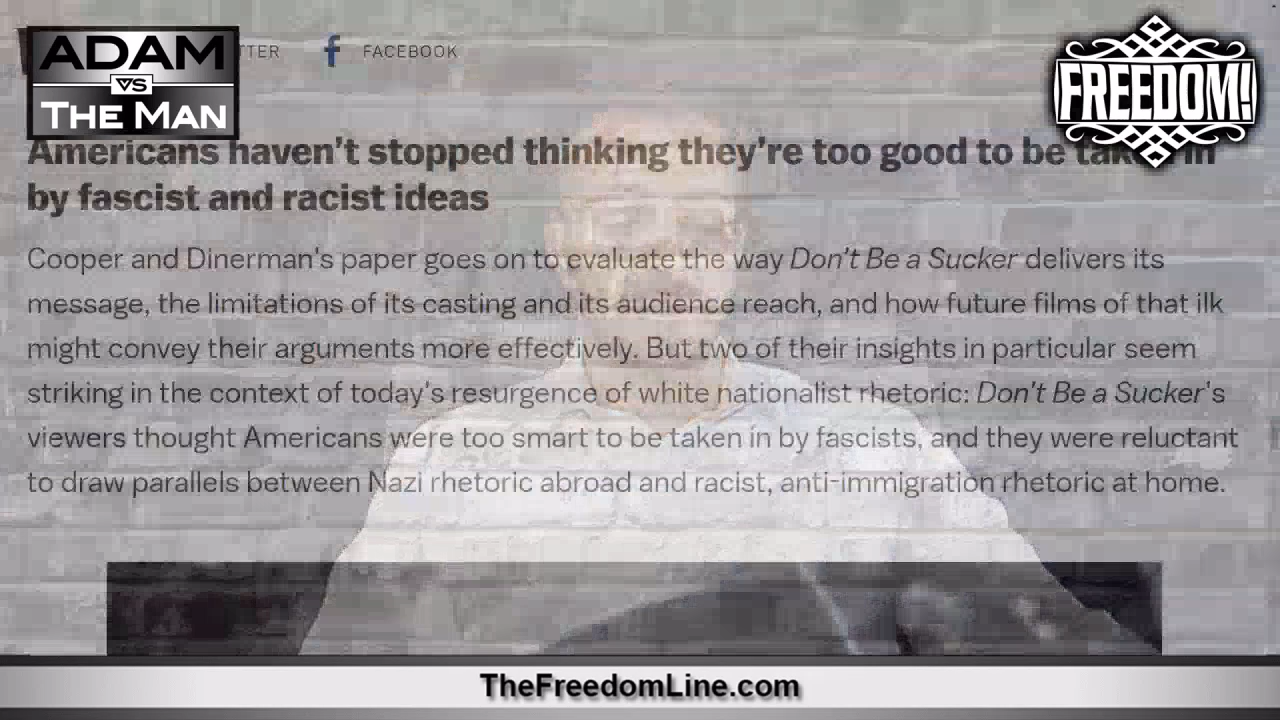 ADAM
VS
THE MAN
TTER
FACEBOOK
FREEDOM!
Americans haven't stopped thinking they're too good to be taken in
by fascist and racist ideas
Cooper and Dinerman's paper goes on to evaluate the way Don't Be a Sucker delivers its
message, the limitations of its casting and its audience reach, and how future films of that ilk
might convey their arguments more effectively. But two of their insights in particular seem
striking in the context of today's resurgence of white nationalist rhetoric: Don't Be a Sucker's
viewers thought Americans were too smart to be taken in by fascists, and they were reluctant
to draw parallels between Nazi rhetoric abroad and racist, anti-immigration rhetoric at home.
TheFreedomLine.com